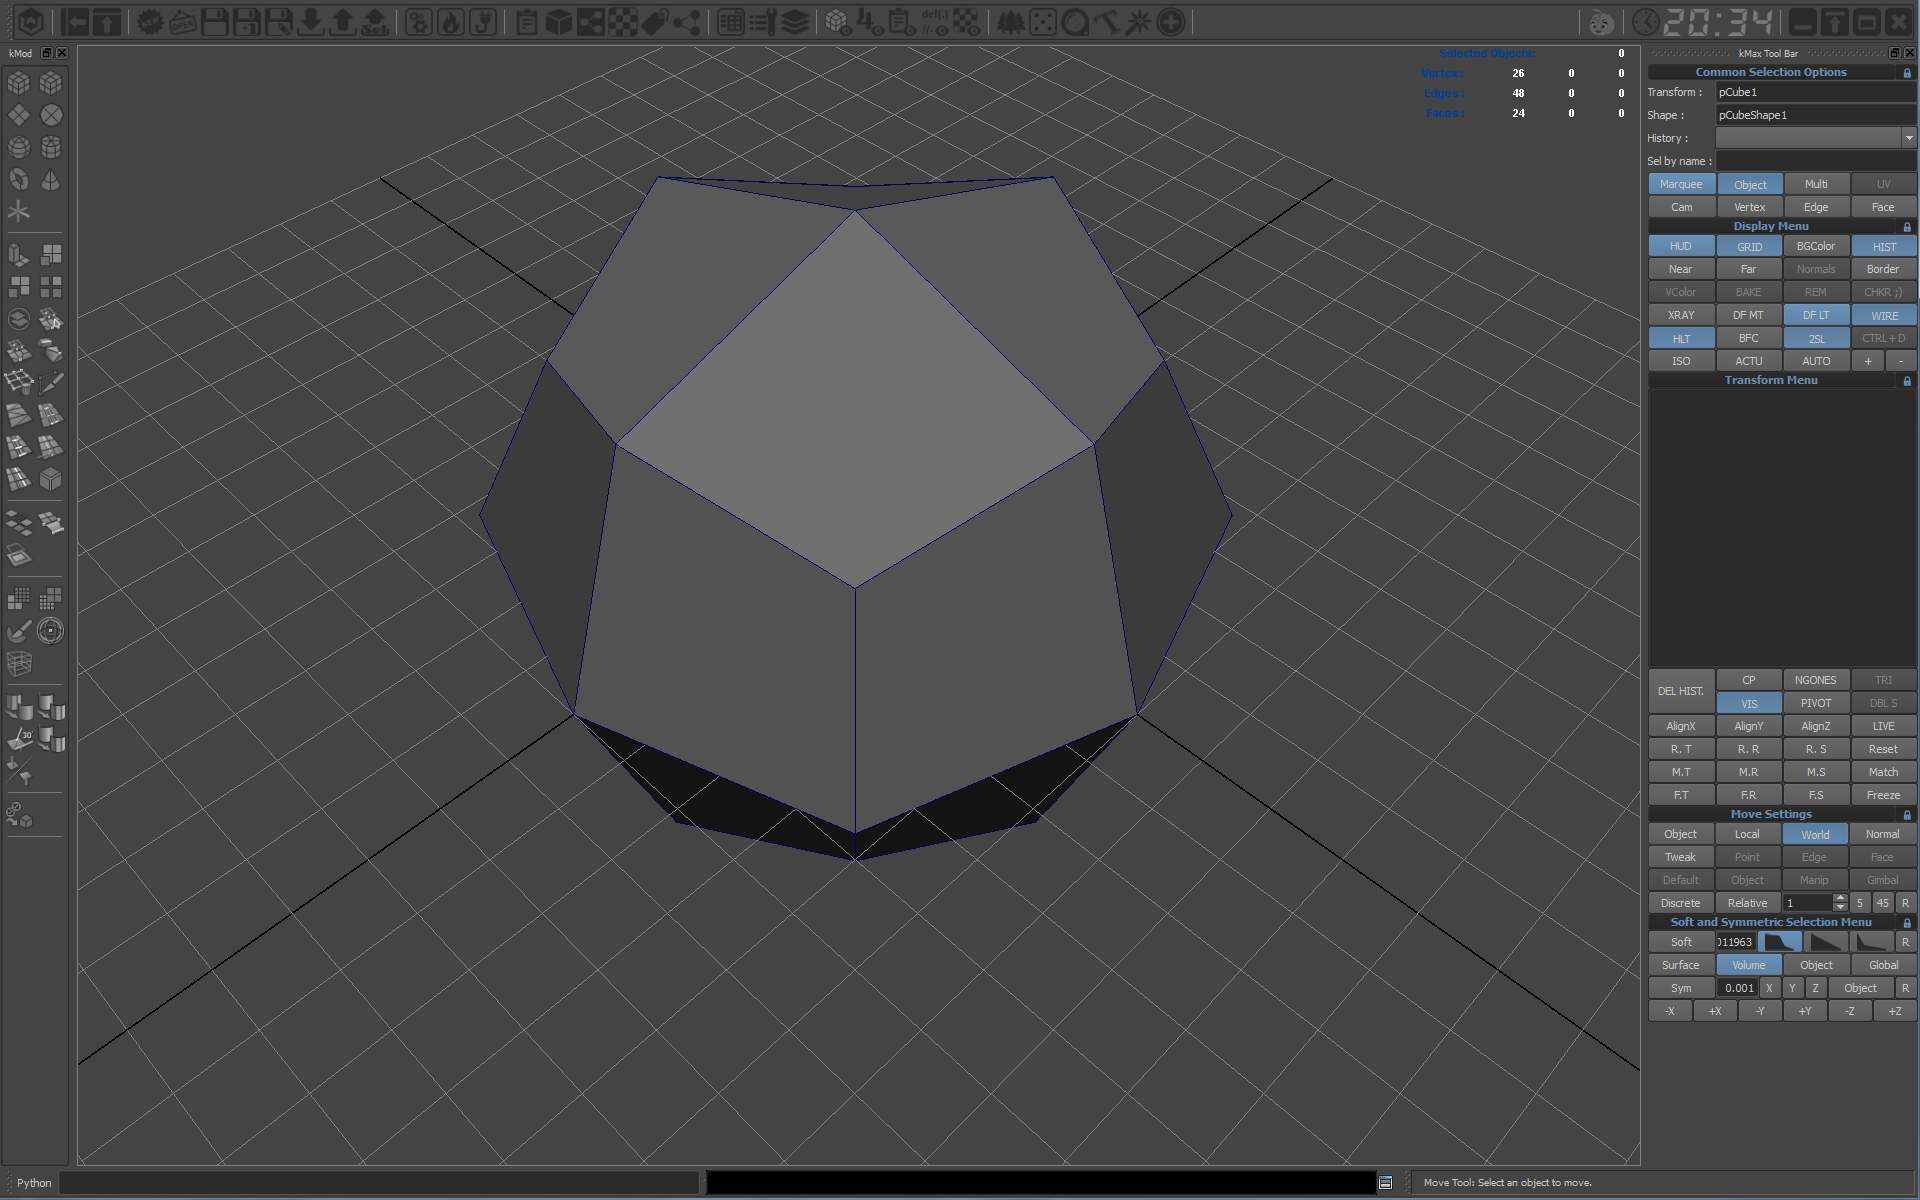 20:34
OPEN
def(.)
kMod
kMax Tool Bar
Selected Objects: 0
Vertex: 26 0 0
Edges: 48 0 0
Faces: 24 0 0
Common Selection Options
Transform : pCube1
Shape : pCubeShape1
History :
Sel by name :
Marquee Object Multi UV
Cam Vertex Edge Face
Display Menu
HUD GRID BGColor HIST
Near Far Normals Border
VColor BAKE REM CHKR ;)
XRAY DF MT DF LT WIRE
HLT BFC 2SL CTRL+D
ISO ACTU AUTO + -
Transform Menu
DEL HIST. CP NGONES TRI
VIS PIVOT DBL S
AlignX AlignY AlignZ LIVE
R. T R. R R. S Reset
M.T M.R M.S Match
F.T F.R F.S Freeze
Move Settings
Object Local World Normal
Tweak Point Edge Face
Default Object Manip Gimbal
Discrete Relative 1 5 45 R
Soft and Symmetric Selection Menu
Soft 011963 R
Surface Volume Object Global
Sym 0.001 X Y Z Object R
-X +X -Y +Y -Z +Z
30
Python
Move Tool: Select an object to move.